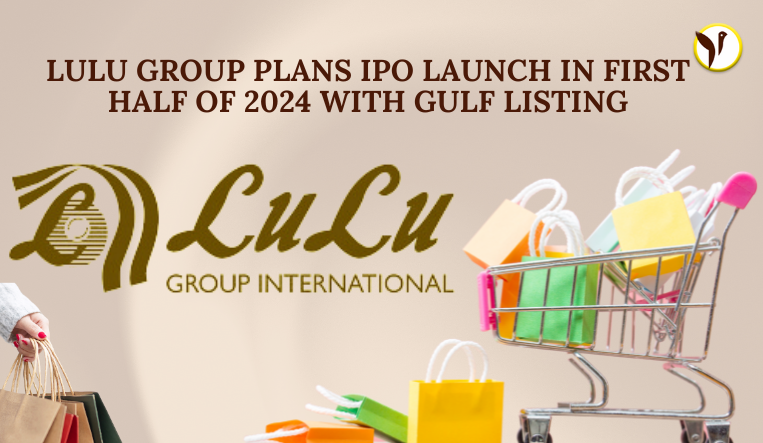 LULU GROUP PLANS IPO LAUNCH IN FIRST
HALF OF 2024 WITH GULF LISTING
LuLu
GROUP INTERNATIONAL